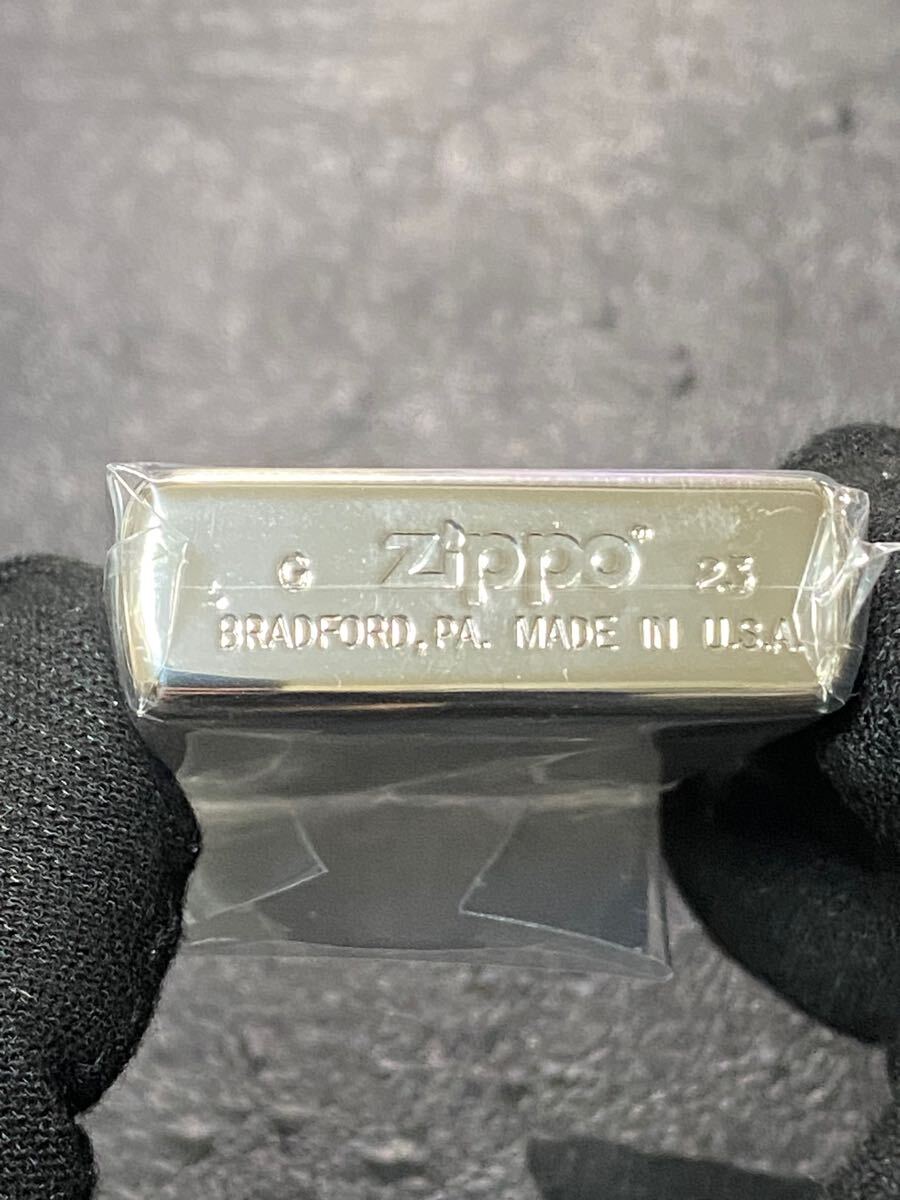 G Zippo® 23
BRADFORD, PA. MADE IN U.S.A.